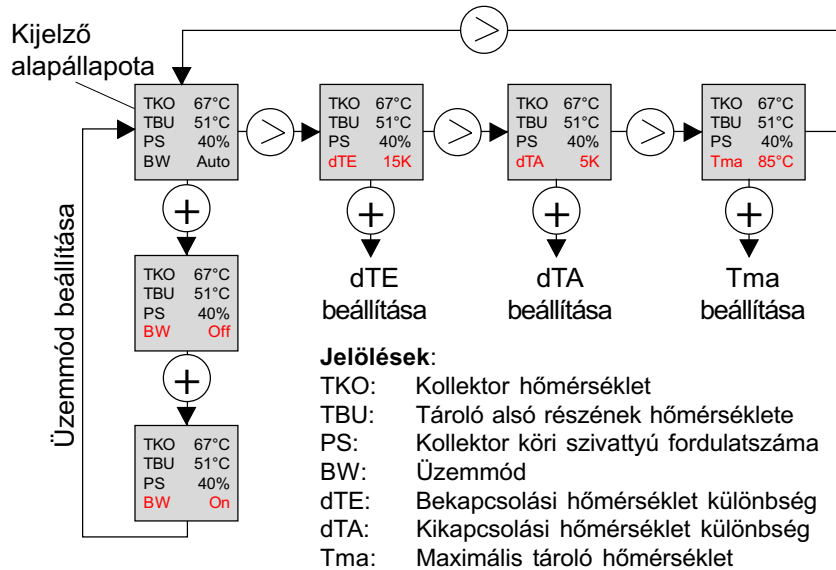 >
Kijelző
alapállapota
TKO 67°C
TBU 51°C
PS 40%
BW Auto
>
TKO 67°C
TBU 51°C
PS 40%
dTE 15K
>
TKO 67°C
TBU 51°C
PS 40%
dTA 5K
>
TKO 67°C
TBU 51°C
PS 40%
Tma 85°C
+
+
+
+
dTE
beállítása
dTA
beállítása
Tma
beállítása
Üzemmód beállítása
TKO 67°C
TBU 51°C
PS 40%
BW Off
+
TKO 67°C
TBU 51°C
PS 40%
BW On
Jelölések:
TKO: Kollektor hőmérséklet
TBU: Tároló alsó részének hőmérséklete
PS: Kollektor köri szivattyú fordulatszáma
BW: Üzemmód
dTE: Bekapcsolási hőmérséklet különbség
dTA: Kikapcsolási hőmérséklet különbség
Tma: Maximális tároló hőmérséklet